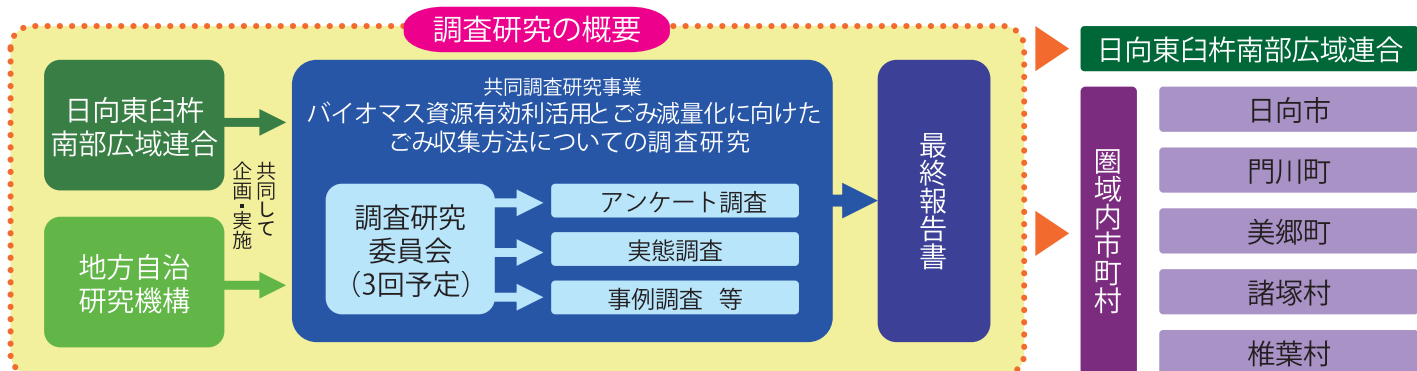 調査研究の概要
日向東臼杵
南部広域連合
地方自治
研究機構
共同して
企画・実施
共同調査研究事業
バイオマス資源有効利活用とごみ減量化に向けた
ごみ収集方法についての調査研究
調査研究
委員会
（3回予定）
アンケート調査
実態調査
事例調査 等
最終報告書
日向東臼杵南部広域連合
圏域内市町村
日向市
門川町
美郷町
諸塚村
椎葉村